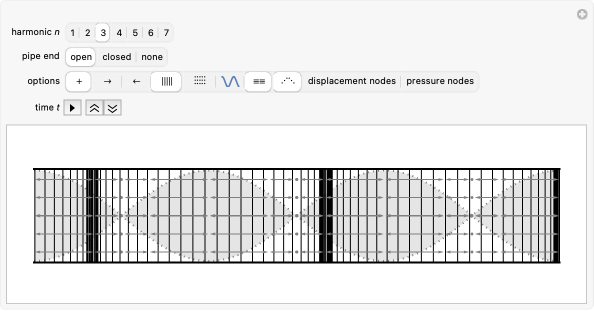 harmonic n 1 2 3 4 5 6 7
pipe end open closed none
options + → ← displacement nodes pressure nodes
time t